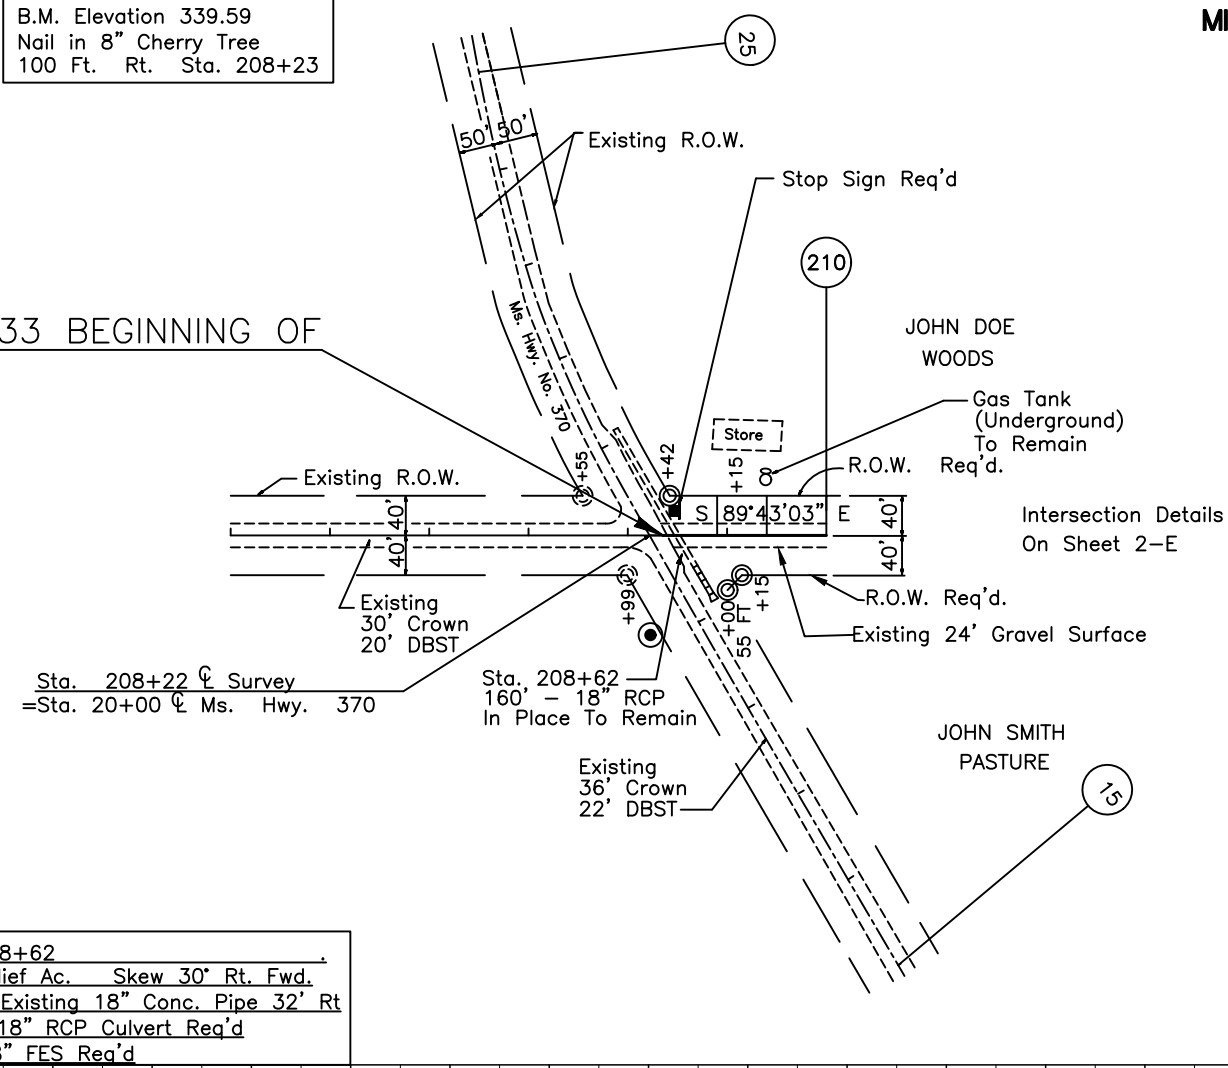 B.M. Elevation 339.59
Nail in 8" Cherry Tree
100 Ft. Rt. Sta. 208+23
MI
25
50' 50'
Existing R.O.W.
Stop Sign Req'd
210
33 BEGINNING OF
Ms. Hwy. No. 370
JOHN DOE
WOODS
Gas Tank
(Underground)
To Remain
Store
R.O.W. Req'd.
Existing R.O.W.
+55
+42
+15
S 89°43'03" E
40'
40'
40'
40'
Intersection Details
On Sheet 2-E
Existing
30' Crown
20' DBST
+99
+00
55 FT
+15
R.O.W. Req'd.
Existing 24' Gravel Surface
Sta. 208+22 ℄ Survey
=Sta. 20+00 ℄ Ms. Hwy. 370
Sta. 208+62
160' - 18" RCP
In Place To Remain
JOHN SMITH
PASTURE
Existing
36' Crown
22' DBST
15
8+62 .
lief Ac. Skew 30° Rt. Fwd.
Existing 18" Conc. Pipe 32' Rt
18" RCP Culvert Req'd
8" FES Req'd